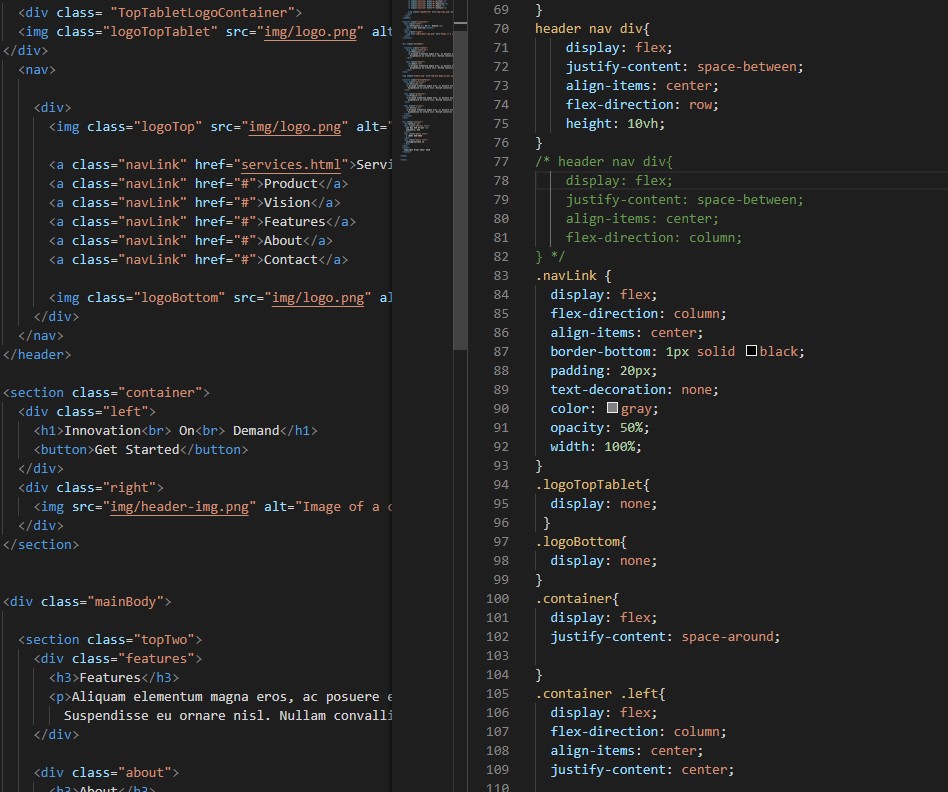 <div class= "TopTabletLogoContainer">
<img class="logoTopTablet" src="img/logo.png" alt
</div>
<nav>
<div>
<img class="logoTop" src="img/logo.png" alt="
<a class="navLink" href="services.html">Servi
<a class="navLink" href="#">Product</a>
<a class="navLink" href="#">Vision</a>
<a class="navLink" href="#">Features</a>
<a class="navLink" href="#">About</a>
<a class="navLink" href="#">Contact</a>
<img class="logoBottom" src="img/logo.png" al
</div>
</nav>
</header>
<section class="container">
<div class="left">
<h1>Innovation<br> On<br> Demand</h1>
<button>Get Started</button>
</div>
<div class="right">
<img src="img/header-img.png" alt="Image of a c
</div>
</section>
<div class="mainBody">
<section class="topTwo">
<div class="features">
<h3>Features</h3>
<p>Aliquam elementum magna eros, ac posuere e
Suspendisse eu ornare nisl. Nullam convalli
</div>
<div class="about">
<h3>About</h3>
69 }
70 header nav div{
71 display: flex;
72 justify-content: space-between;
73 align-items: center;
74 flex-direction: row;
75 height: 10vh;
76 }
77 /* header nav div{
78 display: flex;
79 justify-content: space-between;
80 align-items: center;
81 flex-direction: column;
82 } */
83 .navLink {
84 display: flex;
85 flex-direction: column;
86 align-items: center;
87 border-bottom: 1px solid black;
88 padding: 20px;
89 text-decoration: none;
90 color: gray;
91 opacity: 50%;
92 width: 100%;
93 }
94 .logoTopTablet{
95 display: none;
96 }
97 .logoBottom{
98 display: none;
99 }
100 .container{
101 display: flex;
102 justify-content: space-around;
103
104 }
105 .container .left{
106 display: flex;
107 flex-direction: column;
108 align-items: center;
109 justify-content: center;
110